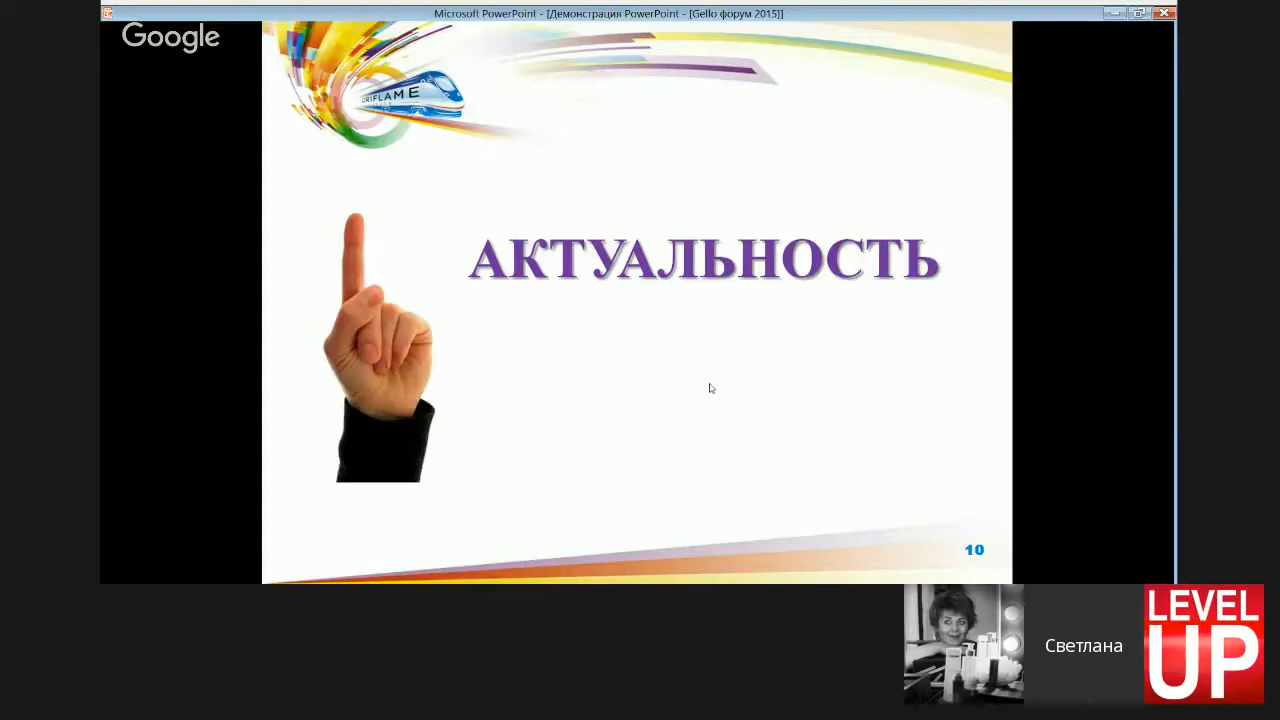 Microsoft PowerPoint - [Демонстрация PowerPoint - [Gello форум 2015]]
Google
ORIFLAME
АКТУАЛЬНОСТЬ
10
Светлана
LEVEL
UP